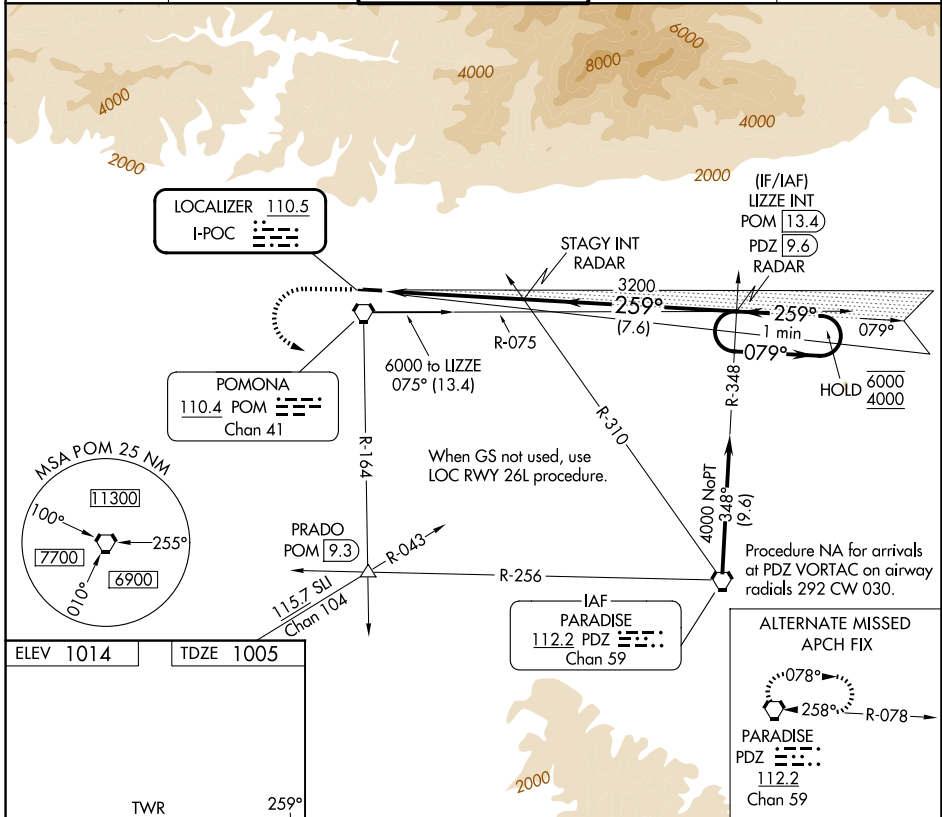 6000
8000
4000
4000
4000
2000
2000
LOCALIZER 110.5
I-POC
(IF/IAF)
LIZZE INT
POM 13.4
PDZ 9.6
RADAR
STAGY INT
RADAR
3200
259°
(7.6)
259°
1 min
079°
079°
R-075
6000 to LIZZE
075° (13.4)
HOLD 6000
4000
POMONA
110.4 POM
Chan 41
R-348
R-310
R-164
When GS not used, use
LOC RWY 26L procedure.
4000 NoPT
348°
(9.6)
MSA POM 25 NM
11300
100°
255°
7700
6900
010°
PRADO
POM 9.3
R-043
R-256
115.7 SLI
Chan 104
Procedure NA for arrivals
at PDZ VORTAC on airway
radials 292 CW 030.
IAF
PARADISE
112.2 PDZ
Chan 59
ELEV 1014
TDZE 1005
TWR
259°
2000
ALTERNATE MISSED
APCH FIX
078°
258°
R-078
PARADISE
PDZ
112.2
Chan 59